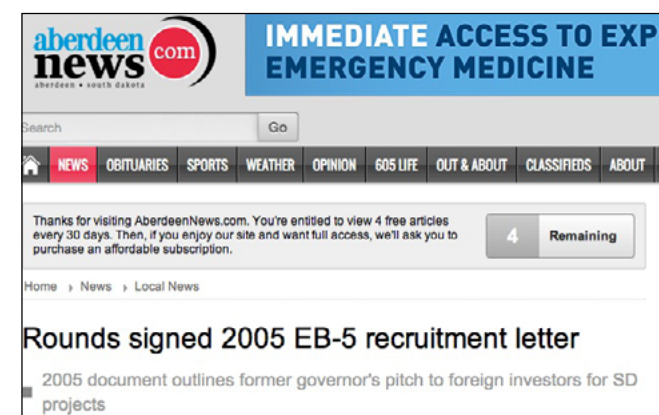 aberdeen
news
com
aberdeen • south dakota
IMMEDIATE ACCESS TO EXP
EMERGENCY MEDICINE
Search
Go
NEWS OBITUARIES SPORTS WEATHER OPINION 605 LIFE OUT & ABOUT CLASSIFIEDS ABOUT
Thanks for visiting AberdeenNews.com. You're entitled to view 4 free articles
every 30 days. Then, if you enjoy our site and want full access, we'll ask you to
purchase an affordable subscription.
4 Remaining
Home › News › Local News
Rounds signed 2005 EB-5 recruitment letter
2005 document outlines former governor's pitch to foreign investors for SD
projects